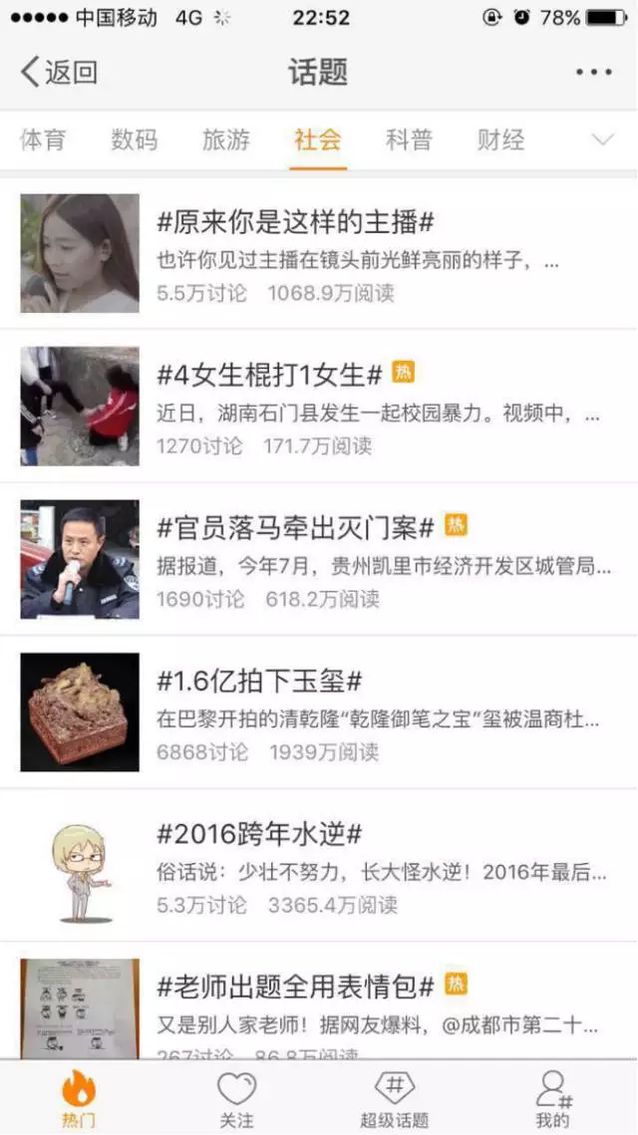 中国移动 4G 22:52 78%
返回 话题
体育 数码 旅游 社会 科普 财经
#原来你是这样的主播#
也许你见过主播在镜头前光鲜亮丽的样子，...
5.5万讨论 1068.9万阅读
#4女生棍打1女生# 热
近日，湖南石门县发生一起校园暴力。视频中，...
1270讨论 171.7万阅读
#官员落马牵出灭门案# 热
据报道，今年7月，贵州凯里市经济开发区城管局...
1690讨论 618.2万阅读
#1.6亿拍下玉玺#
在巴黎开拍的清乾隆“乾隆御笔之宝”玺被温商杜...
6868讨论 1939万阅读
#2016跨年水逆#
俗话说：少壮不努力，长大怪水逆！2016年最后...
5.3万讨论 3365.4万阅读
#老师出题全用表情包# 热
又是别人家老师！据网友爆料，@成都市第二十...
267讨论 86.8万阅读
热门 关注 超级话题 我的